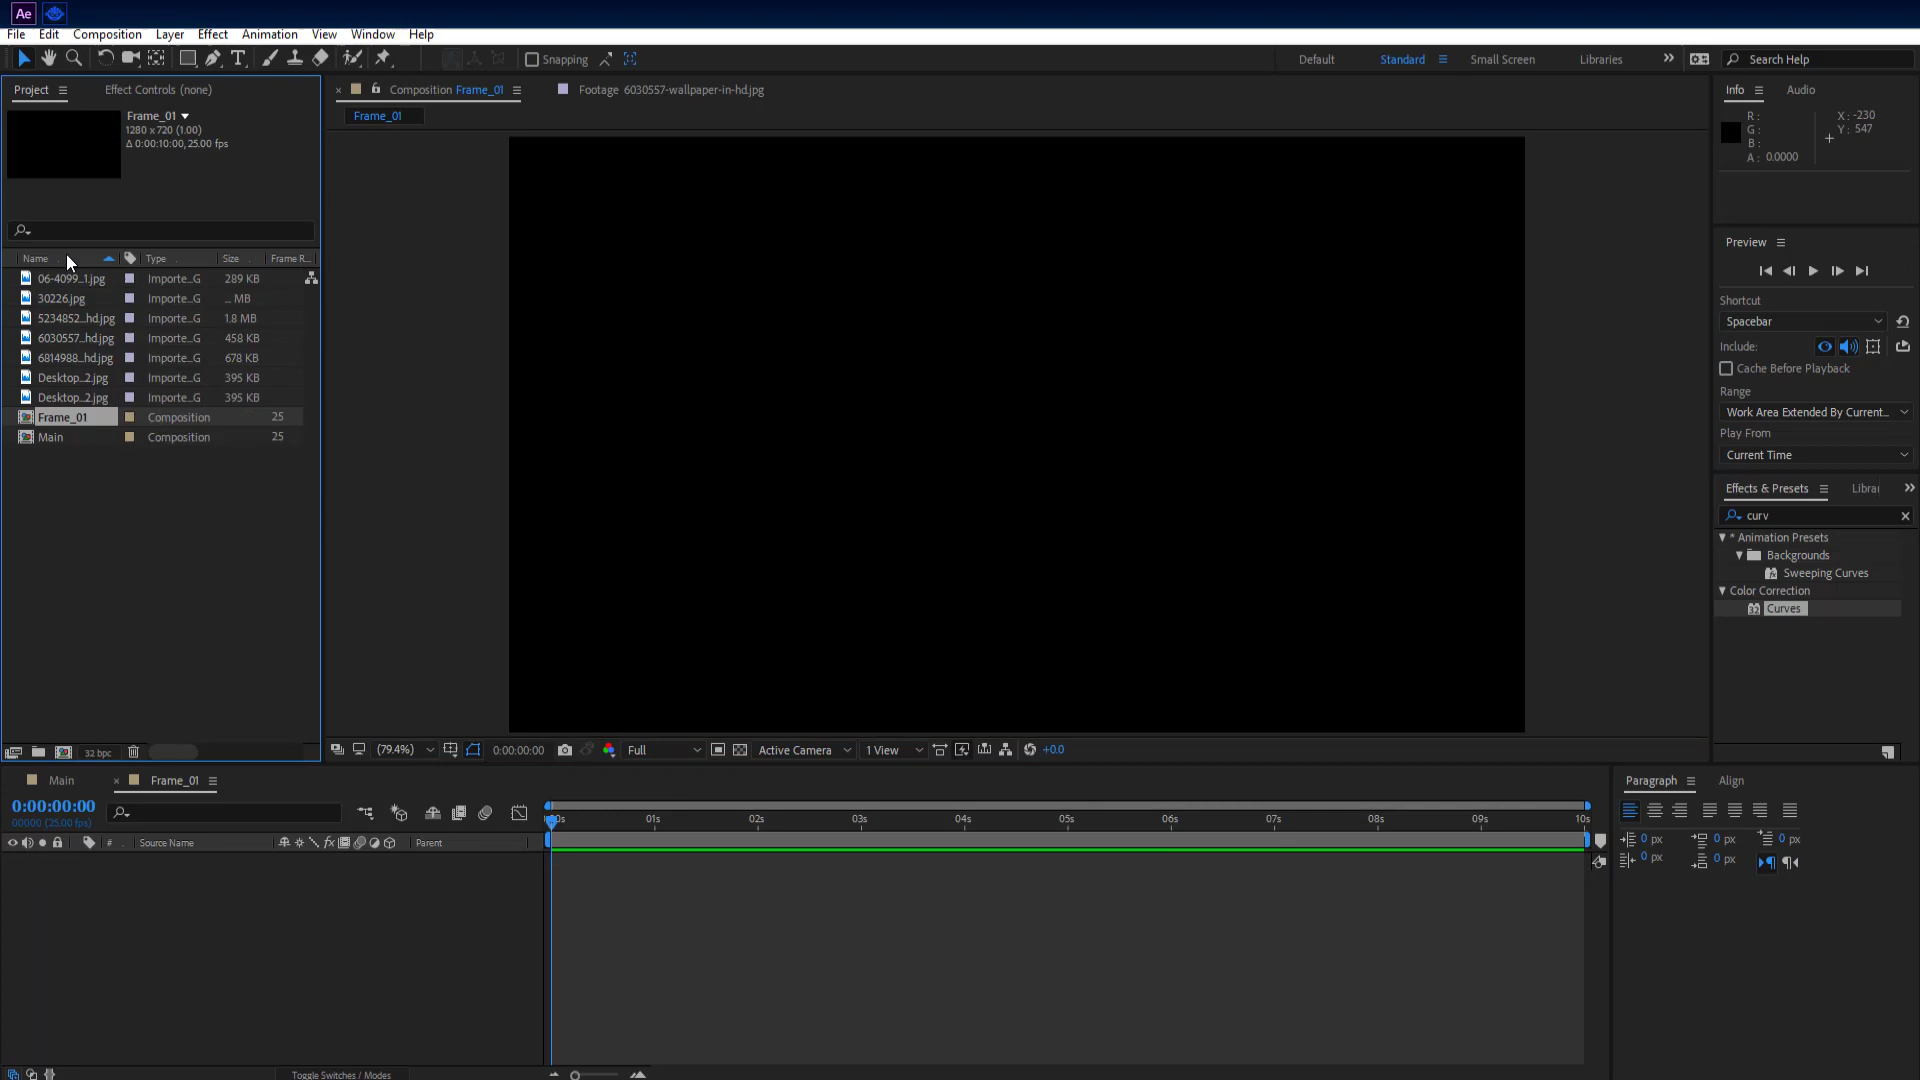 Ae
File Edit Composition Layer Effect Animation View Window Help
Snapping
Default Standard Small Screen Libraries Search Help
Project Effect Controls (none)
Composition Frame_01 Footage 6030557-wallpaper-in-hd.jpg
Frame_01
Frame_01
1280 x 720 (1.00)
Δ 0:00:10:00, 25.00 fps
Name Type Size Frame R...
06-4099...1.jpg Importe...G 289 KB
30226.jpg Importe...G ... MB
5234852...hd.jpg Importe...G 1.8 MB
6030557...hd.jpg Importe...G 458 KB
6814988...hd.jpg Importe...G 678 KB
Desktop...2.jpg Importe...G 395 KB
Desktop...2.jpg Importe...G 395 KB
Frame_01 Composition 25
Main Composition 25
32 bpc
(79.4%) 0:00:00:00 Full Active Camera 1 View +0.0
Info Audio
R: X: -230
G: Y: 547
B:
A: 0.0000
Preview
Shortcut
Spacebar
Include:
Cache Before Playback
Range
Work Area Extended By Current...
Play From
Current Time
Effects & Presets Librar
curv
* Animation Presets
Backgrounds
Sweeping Curves
Color Correction
32 Curves
Main Frame_01
0:00:00:00
00000 (25.00 fps)
# Source Name Parent
01s 02s 03s 04s 05s 06s 07s 08s 09s 10s
Toggle Switches / Modes
Paragraph Align
0 px 0 px 0 px
0 px 0 px